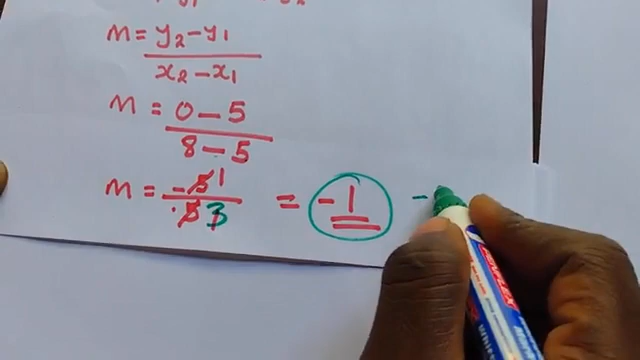 M = y₂ – y₁
x₂ – x₁
M = 0 – 5
8 – 5
M = –5 1
5 3
= –1 –